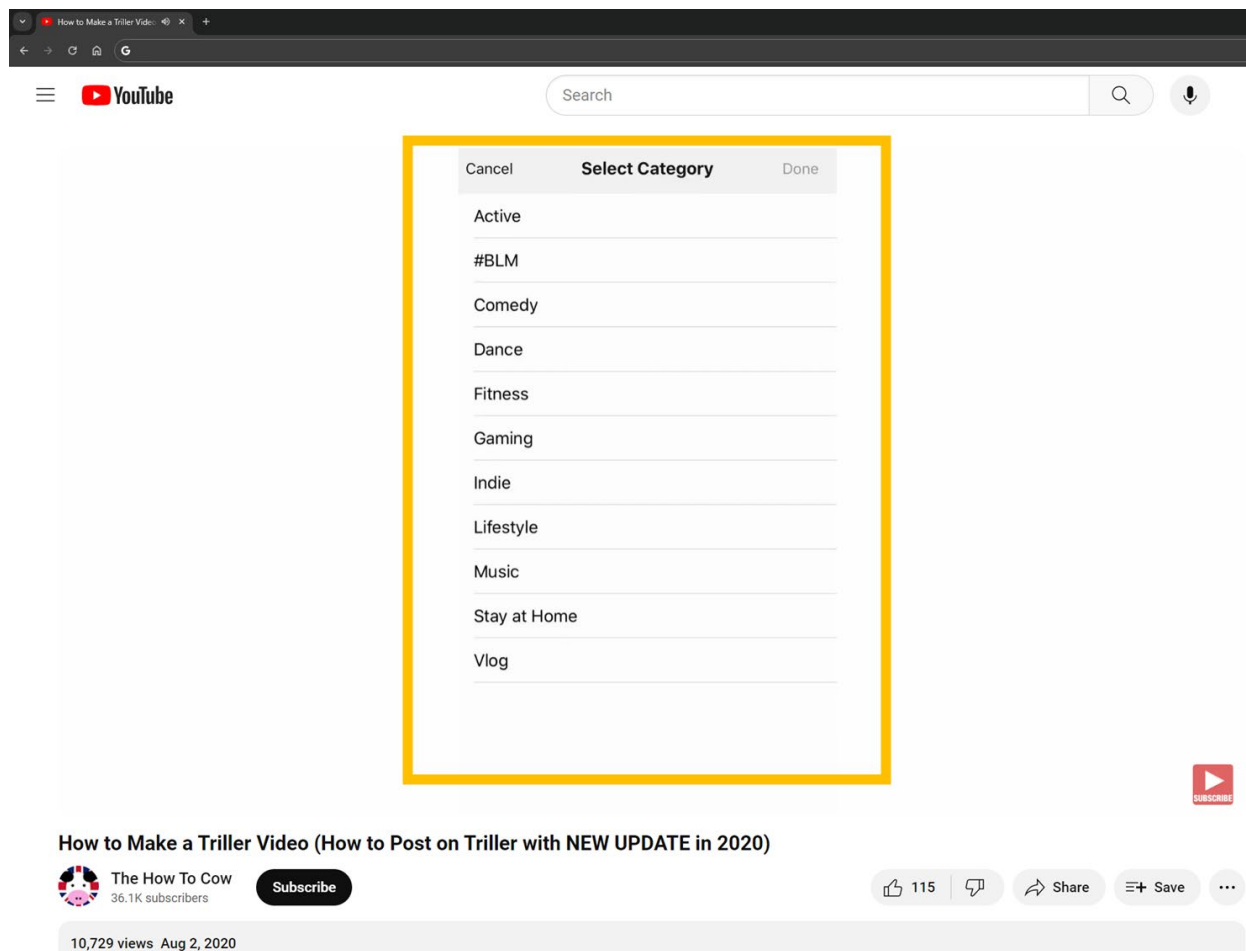 How to Make a Triller Video
G
YouTube
Search
Cancel Select Category Done
Active
#BLM
Comedy
Dance
Fitness
Gaming
Indie
Lifestyle
Music
Stay at Home
Vlog
SUBSCRIBE
How to Make a Triller Video (How to Post on Triller with NEW UPDATE in 2020)
The How To Cow
36.1K subscribers
Subscribe
115
Share
Save
10,729 views Aug 2, 2020